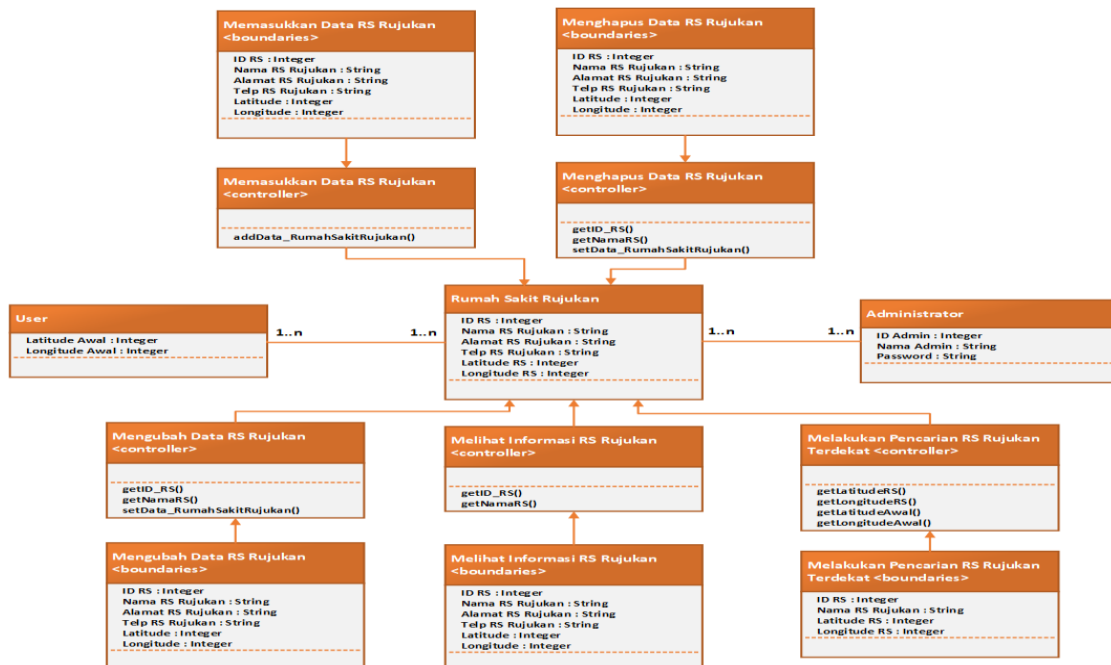 Memasukkan Data RS Rujukan
<boundaries>
ID RS : Integer
Nama RS Rujukan : String
Alamat RS Rujukan : String
Telp RS Rujukan : String
Latitude : Integer
Longitude : Integer
Menghapus Data RS Rujukan
<boundaries>
ID RS : Integer
Nama RS Rujukan : String
Alamat RS Rujukan : String
Telp RS Rujukan : String
Latitude : Integer
Longitude : Integer
Memasukkan Data RS Rujukan
<controller>
addData_RumahSakitRujukan()
Menghapus Data RS Rujukan
<controller>
getID_RS()
getNamaRS()
setData_RumahSakitRujukan()
User
Latitude Awal : Integer
Longitude Awal : Integer
1..n
1..n
Rumah Sakit Rujukan
ID RS : Integer
Nama RS Rujukan : String
Alamat RS Rujukan : String
Telp RS Rujukan : String
Latitude RS : Integer
Longitude RS : Integer
1..n
1..n
Administrator
ID Admin : Integer
Nama Admin : String
Password : String
Mengubah Data RS Rujukan
<controller>
getID_RS()
getNamaRS()
setData_RumahSakitRujukan()
Melihat Informasi RS Rujukan
<controller>
getID_RS()
getNamaRS()
Melakukan Pencarian RS Rujukan
Terdekat <controller>
getLatitudeRS()
getLongitudeRS()
getLatitudeAwal()
getLongitudeAwal()
Mengubah Data RS Rujukan
<boundaries>
ID RS : Integer
Nama RS Rujukan : String
Alamat RS Rujukan : String
Telp RS Rujukan : String
Latitude : Integer
Longitude : Integer
Melihat Informasi RS Rujukan
<boundaries>
ID RS : Integer
Nama RS Rujukan : String
Alamat RS Rujukan : String
Telp RS Rujukan : String
Latitude : Integer
Longitude : Integer
Melakukan Pencarian RS Rujukan
Terdekat <boundaries>
ID RS : Integer
Nama RS Rujukan : String
Latitude RS : Integer
Longitude RS : Integer